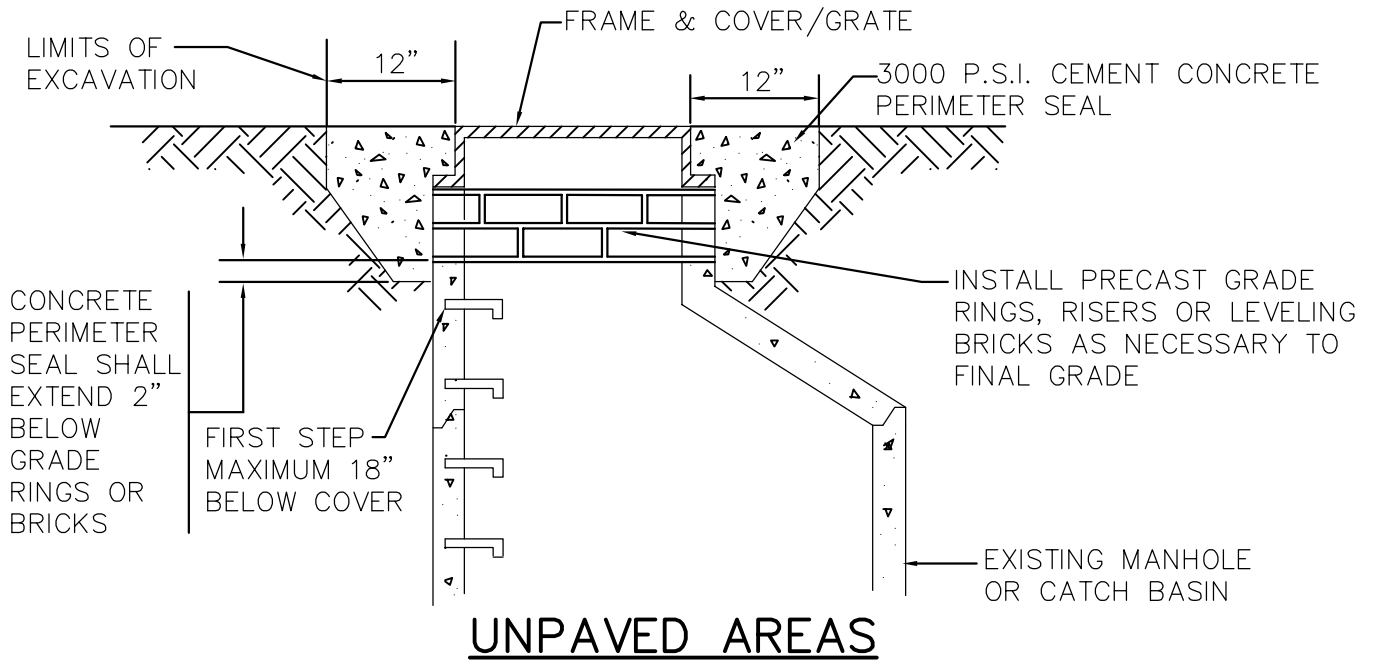 FRAME & COVER/GRATE
LIMITS OF
EXCAVATION
12”
12”
3000 P.S.I. CEMENT CONCRETE
PERIMETER SEAL
CONCRETE
PERIMETER
SEAL SHALL
EXTEND 2”
BELOW
GRADE
RINGS OR
BRICKS
FIRST STEP
MAXIMUM 18”
BELOW COVER
INSTALL PRECAST GRADE
RINGS, RISERS OR LEVELING
BRICKS AS NECESSARY TO
FINAL GRADE
EXISTING MANHOLE
OR CATCH BASIN
UNPAVED AREAS